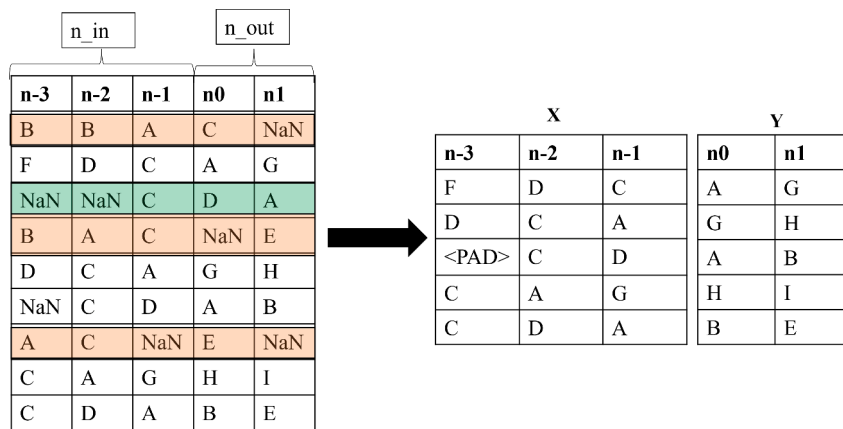 n_in n_out
n-3 n-2 n-1 n0 n1
B B A C NaN
F D C A G
NaN NaN C D A
B A C NaN E
D C A G H
NaN C D A B
A C NaN E NaN
C A G H I
C D A B E
X Y
n-3 n-2 n-1 n0 n1
F D C A G
D C A G H
<PAD> C D A B
C A G H I
C D A B E